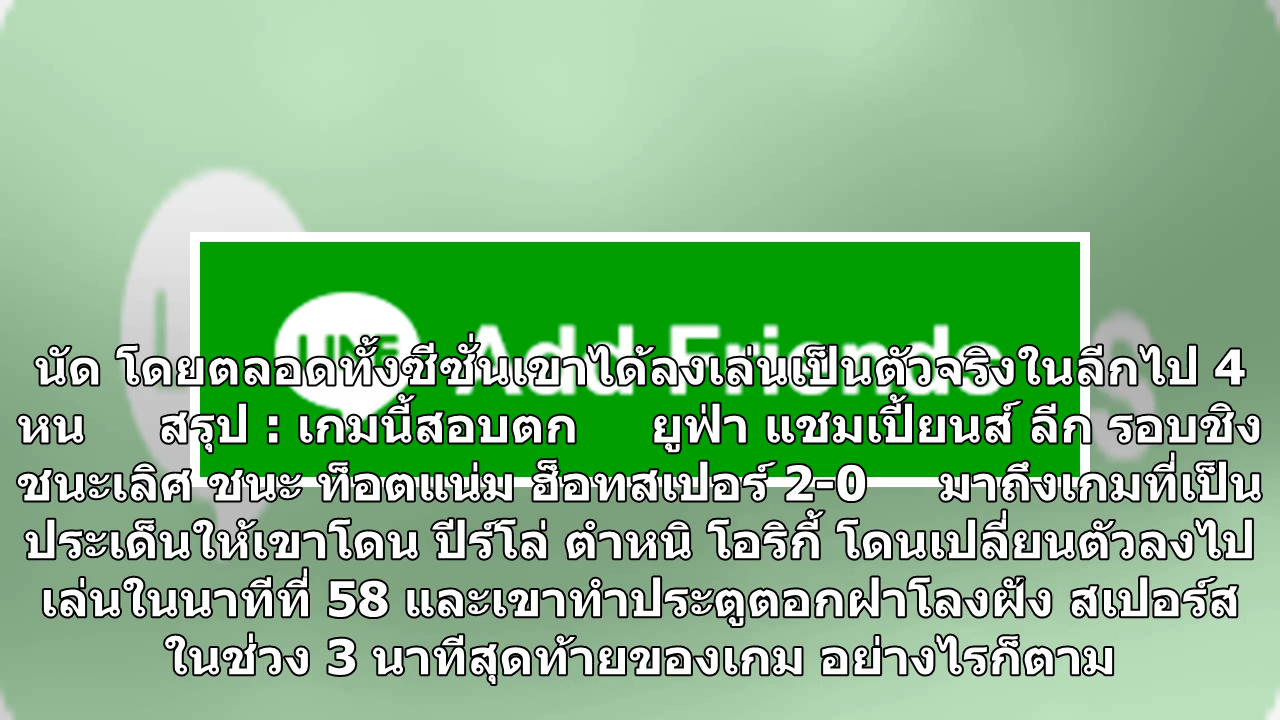 LINE Add Friends
นัด โดยตลอดทั้งซีซั่นเขาได้ลงเล่นเป็นตัวจริงในลีกไป 4
หน สรุป : เกมนี้สอบตก ยูฟ่า แชมเปี้ยนส์ ลีก รอบชิง
ชนะเลิศ ชนะ ท็อตแน่ม ฮ็อทสเปอร์ 2-0 มาถึงเกมที่เป็น
ประเด็นให้เขาโดน ปีร์โล่ ตำหนิ โอริกี้ โดนเปลี่ยนตัวลงไป
เล่นในนาทีที่ 58 และเขาทำประตูตอกฝาโลงฝัง สเปอร์ส
ในช่วง 3 นาทีสุดท้ายของเกม อย่างไรก็ตาม